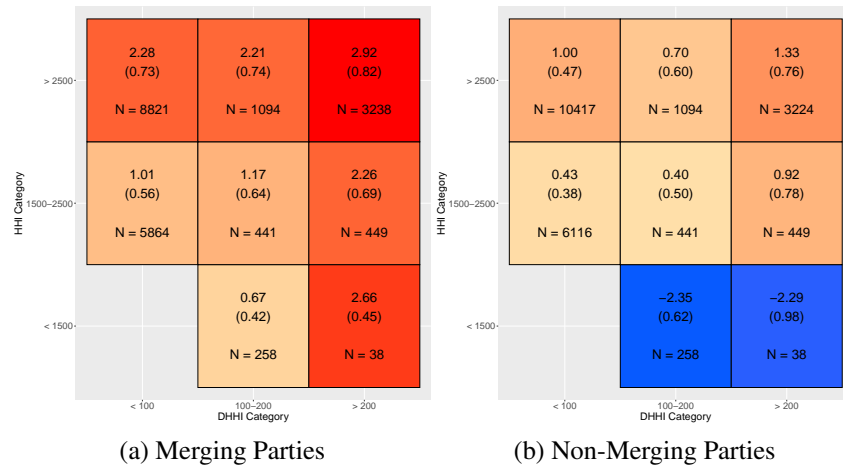 HHI Category
> 2500
1500−2500
< 1500
2.28
(0.73)
N = 8821
2.21
(0.74)
N = 1094
2.92
(0.82)
N = 3238
1.01
(0.56)
N = 5864
1.17
(0.64)
N = 441
2.26
(0.69)
N = 449
0.67
(0.42)
N = 258
2.66
(0.45)
N = 38
< 100
100−200
> 200
DHHI Category
(a) Merging Parties
HHI Category
> 2500
1500−2500
< 1500
1.00
(0.47)
N = 10417
0.70
(0.60)
N = 1094
1.33
(0.76)
N = 3224
0.43
(0.38)
N = 6116
0.40
(0.50)
N = 441
0.92
(0.78)
N = 449
−2.35
(0.62)
N = 258
−2.29
(0.98)
N = 38
< 100
100−200
> 200
DHHI Category
(b) Non-Merging Parties